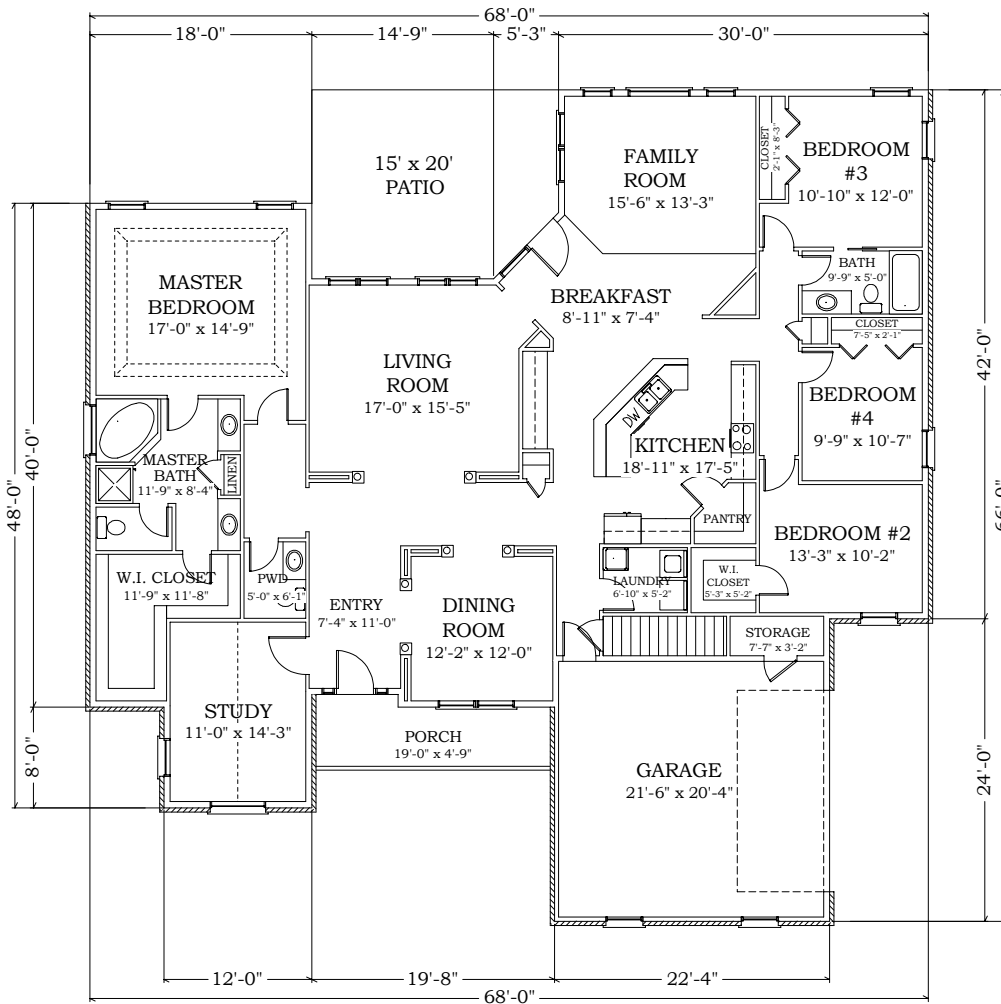 68'-0"
18'-0"
14'-9"
5'-3"
30'-0"
15' x 20'
PATIO
FAMILY
ROOM
15'-6" x 13'-3"
CLOSET
2'-1" x 8'-3"
BEDROOM
#3
10'-10" x 12'-0"
MASTER
BEDROOM
17'-0" x 14'-9"
BREAKFAST
8'-11" x 7'-4"
BATH
9'-9" x 5'-0"
CLOSET
7'-5" x 2'-1"
LIVING
ROOM
17'-0" x 15'-5"
BEDROOM
#4
9'-9" x 10'-7"
DW
KITCHEN
18'-11" x 17'-5"
MASTER
BATH
11'-9" x 8'-4"
LINEN
PANTRY
BEDROOM #2
13'-3" x 10'-2"
W.I. CLOSET
11'-9" x 11'-8"
PWD
5'-0" x 6'-1"
ENTRY
7'-4" x 11'-0"
DINING
ROOM
12'-2" x 12'-0"
LAUNDRY
6'-10" x 5'-2"
W.I.
CLOSET
5'-3" x 5'-2"
STORAGE
7'-7" x 3'-2"
STUDY
11'-0" x 14'-3"
PORCH
19'-0" x 4'-9"
GARAGE
21'-6" x 20'-4"
48'-0"
40'-0"
8'-0"
42'-0"
66'-0"
24'-0"
12'-0"
19'-8"
22'-4"
68'-0"